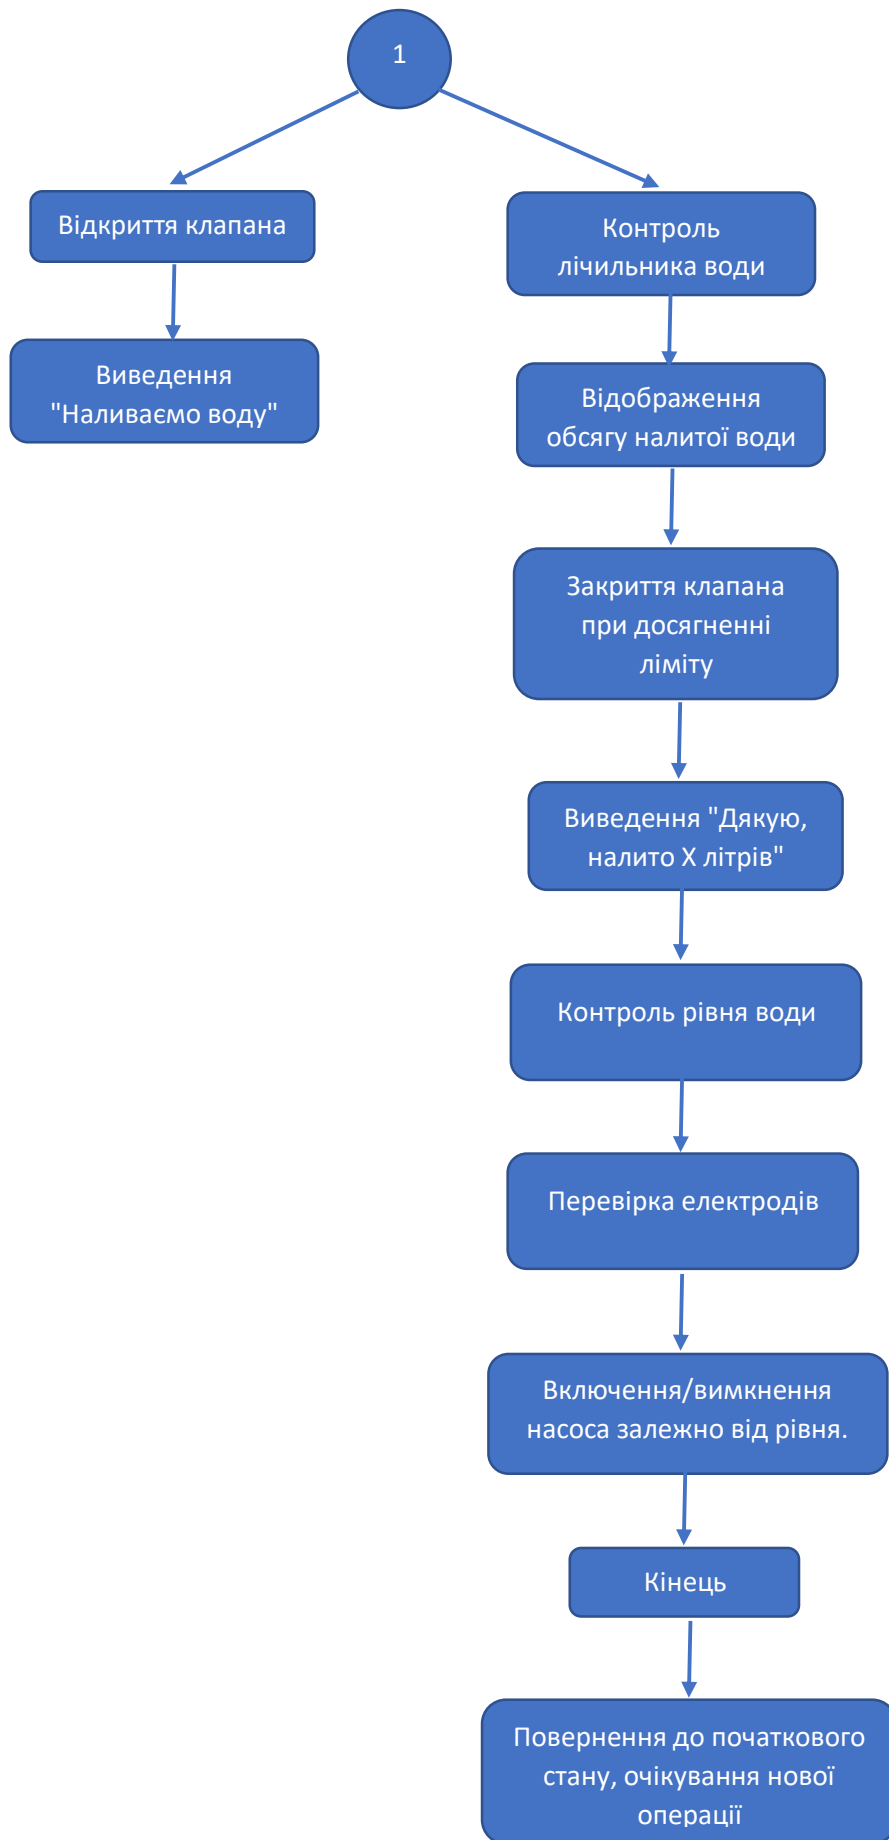 1
Відкриття клапана
Виведення
"Наливаємо воду"
Контроль
лічильника води
Відображення
обсягу налитої води
Закриття клапана
при досягненні
ліміту
Виведення "Дякую,
налито X літрів"
Контроль рівня води
Перевірка електродів
Включення/вимкнення
насоса залежно від рівня.
Кінець
Повернення до початкового
стану, очікування нової
операції